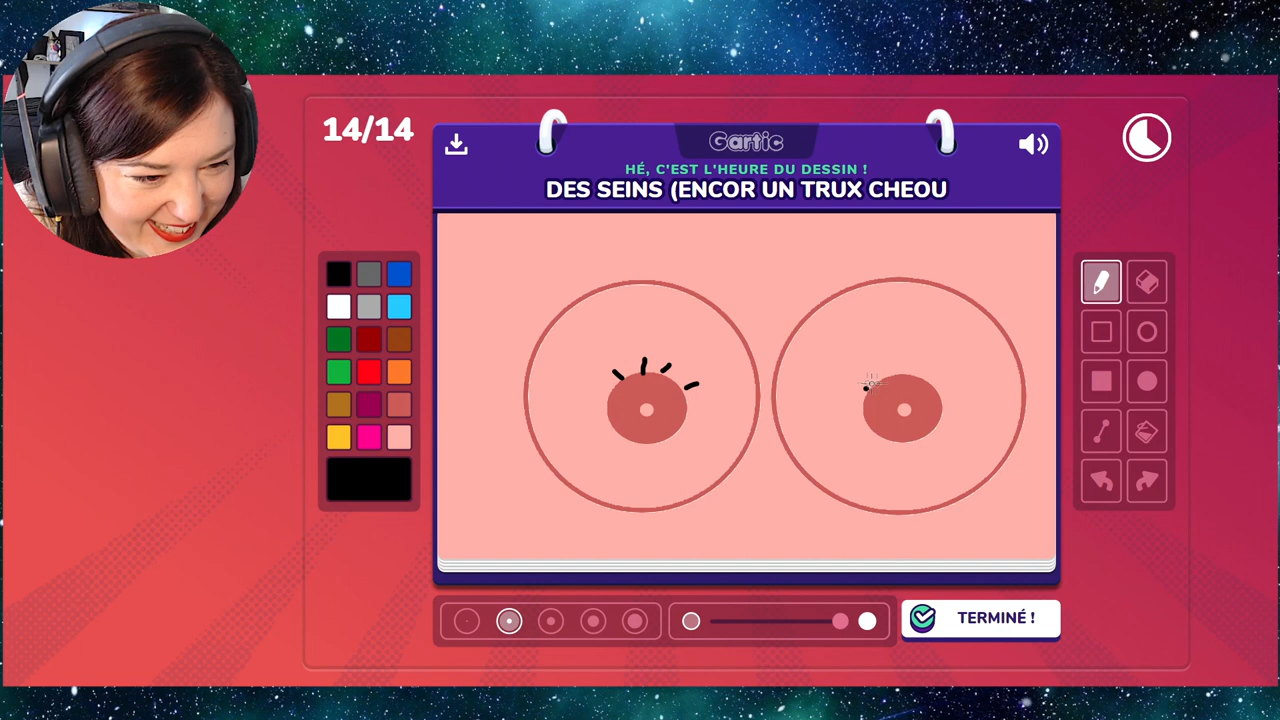 14/14
Gartic
HÉ, C'EST L'HEURE DU DESSIN !
DES SEINS (ENCOR UN TRUX CHEOU
TERMINÉ !